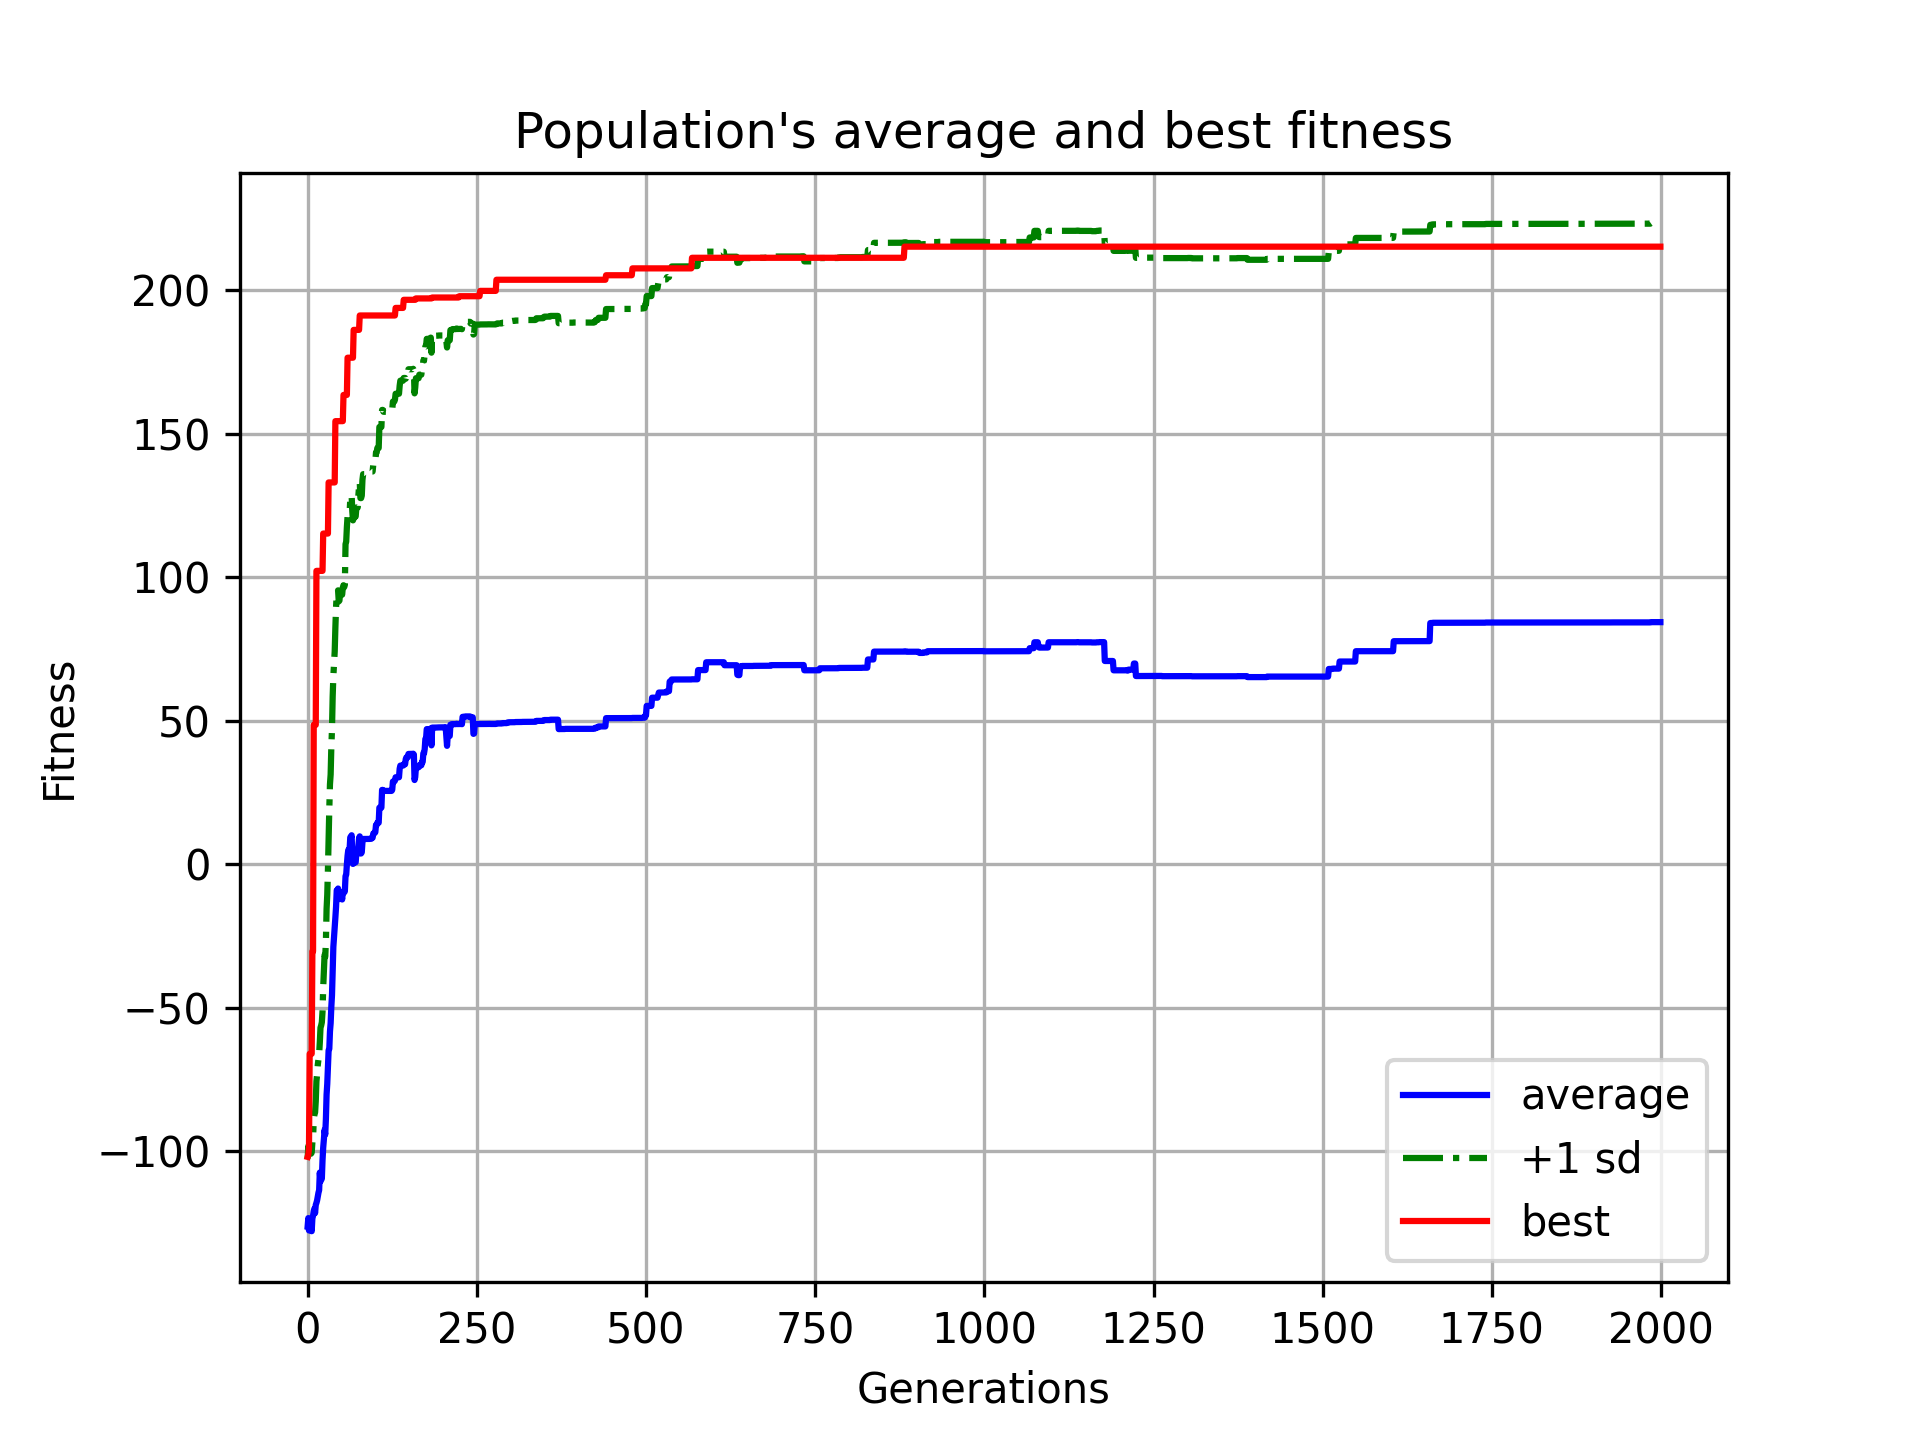 Population's average and best fitness
Fitness
200
150
100
50
0
−50
−100
0 250 500 750 1000 1250 1500 1750 2000
Generations
average
+1 sd
best